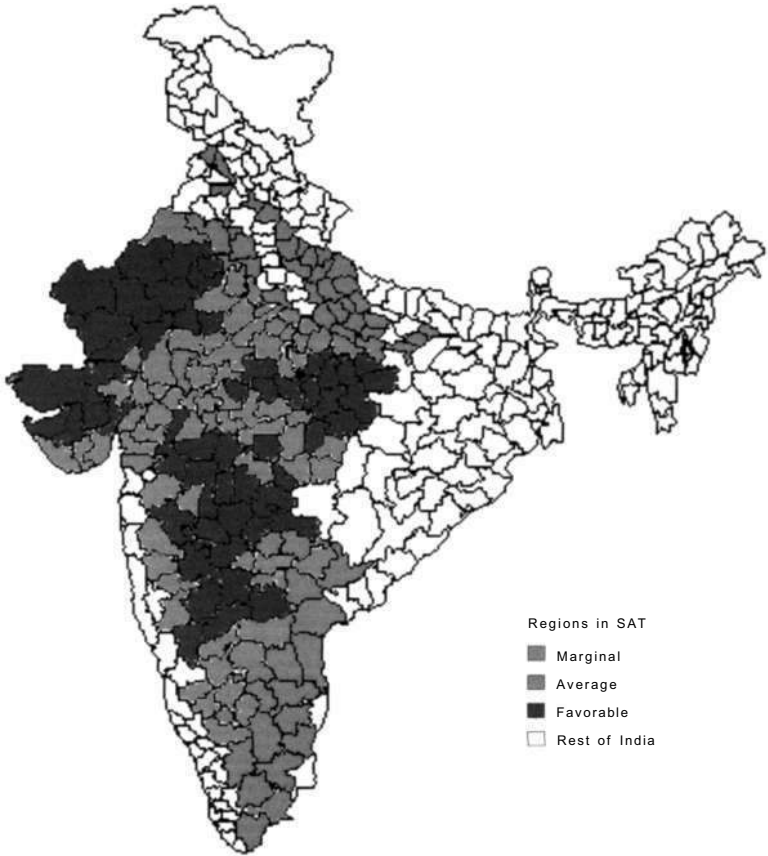 Regions in SAT
Marginal
Average
Favorable
Rest of India